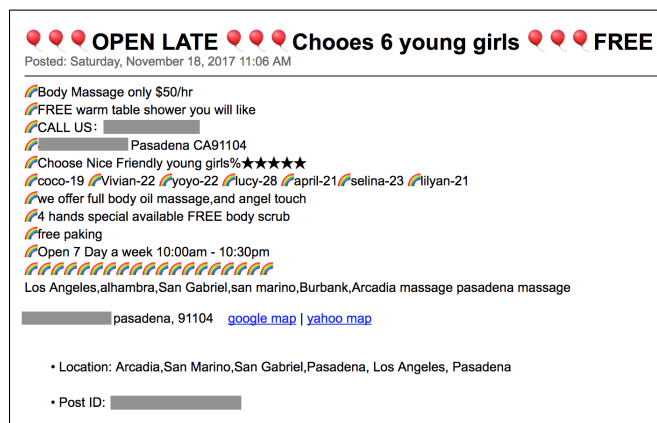 🎈🎈🎈OPEN LATE 🎈🎈🎈Chooes 6 young girls 🎈🎈🎈FREE
Posted: Saturday, November 18, 2017 11:06 AM
🌈Body Massage only $50/hr
🌈FREE warm table shower you will like
🌈CALL US：
🌈 Pasadena CA91104
🌈Choose Nice Friendly young girls%★★★★★
🌈coco-19 🌈Vivian-22 🌈yoyo-22 🌈lucy-28 🌈april-21🌈selina-23 🌈lilyan-21
🌈we offer full body oil massage,and angel touch
🌈4 hands special available FREE body scrub
🌈free paking
🌈Open 7 Day a week 10:00am - 10:30pm
🌈🌈🌈🌈🌈🌈🌈🌈🌈🌈🌈🌈🌈🌈🌈🌈🌈🌈🌈
Los Angeles,alhambra,San Gabriel,san marino,Burbank,Arcadia massage pasadena massage
pasadena, 91104 google map | yahoo map
• Location: Arcadia,San Marino,San Gabriel,Pasadena, Los Angeles, Pasadena
• Post ID: